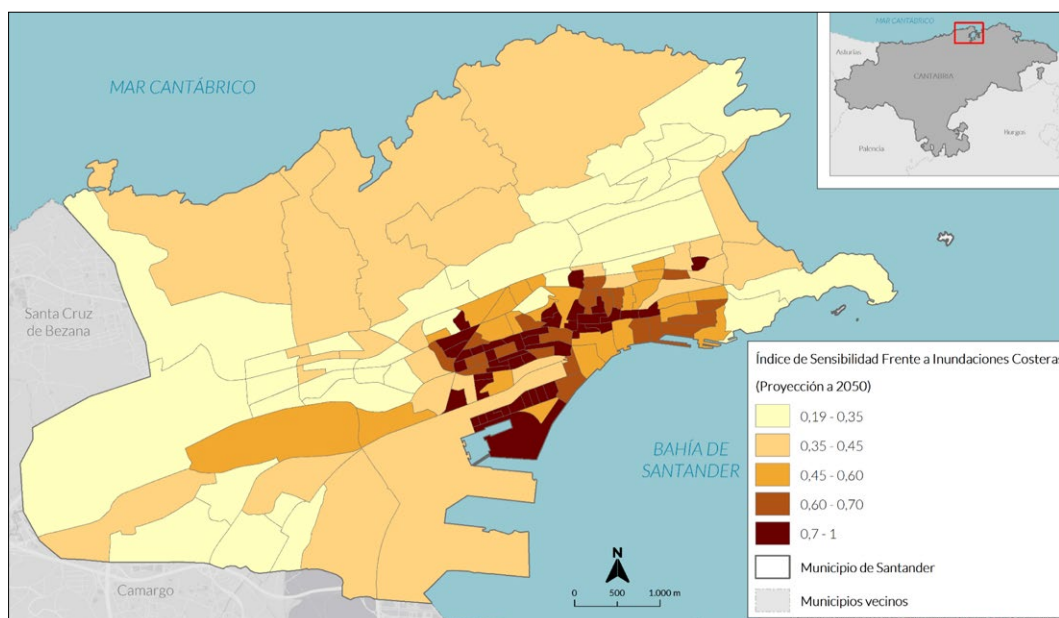 MAR CANTÁBRICO
Asturias
CANTABRIA
Burgos
Palencia
MAR CANTÁBRICO
Santa Cruz
de Bezana
BAHÍA DE
SANTANDER
Camargo
N
0 500 1.000 m
Índice de Sensibilidad Frente a Inundaciones Costeras
(Proyección a 2050)
0,19 - 0,35
0,35 - 0,45
0,45 - 0,60
0,60 - 0,70
0,7 - 1
Municipio de Santander
Municipios vecinos